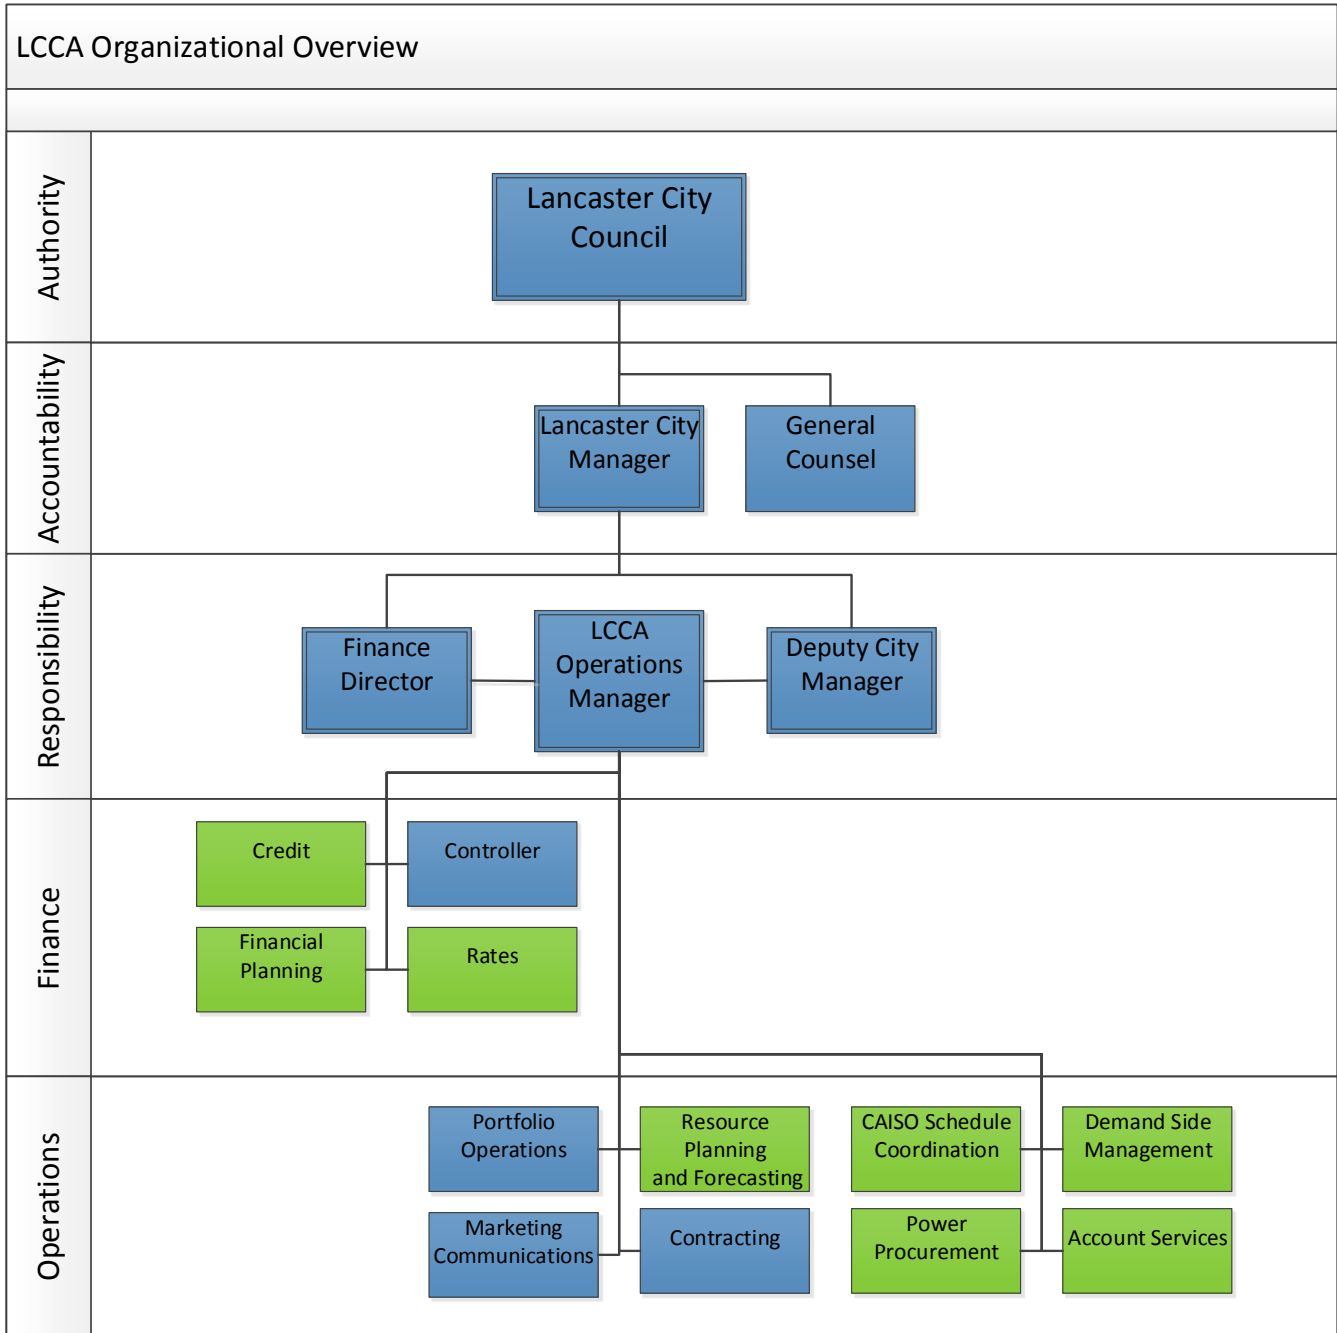 LCCA Organizational Overview
Authority
Lancaster City
Council
Accountability
Lancaster City
Manager
General
Counsel
Responsibility
Finance
Director
LCCA
Operations
Manager
Deputy City
Manager
Finance
Credit
Controller
Financial
Planning
Rates
Operations
Portfolio
Operations
Resource
Planning
and Forecasting
CAISO Schedule
Coordination
Demand Side
Management
Marketing
Communications
Contracting
Power
Procurement
Account Services